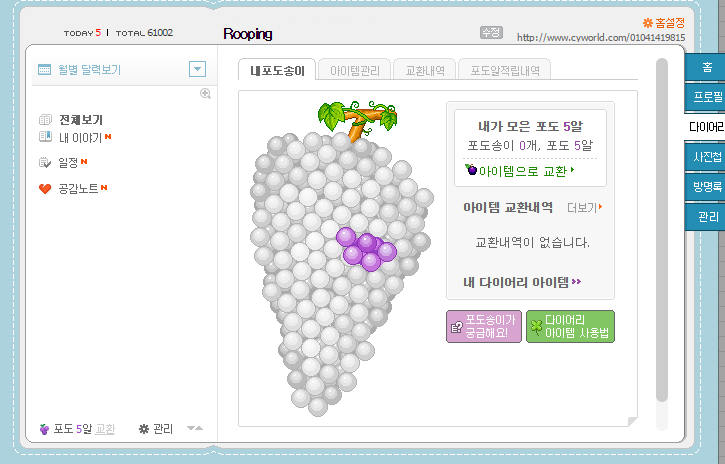 TODAY 5 | TOTAL 61002
Rooping
수정
홈설정
http://www.cyworld.com/01041419815
월별 달력보기
전체보기
내 이야기 N
일정 N
공감노트 N
포도 5알 교환
관리
내포도송이
아이템관리
교환내역
포도알적립내역
내가 모은 포도 5알
포도송이 0개, 포도 5알
아이템으로 교환
아이템 교환내역 더보기
교환내역이 없습니다.
내 다이어리 아이템
포도송이가
궁금해요!
다이어리
아이템 사용법
홈
프로필
다이어리
사진첩
방명록
관리